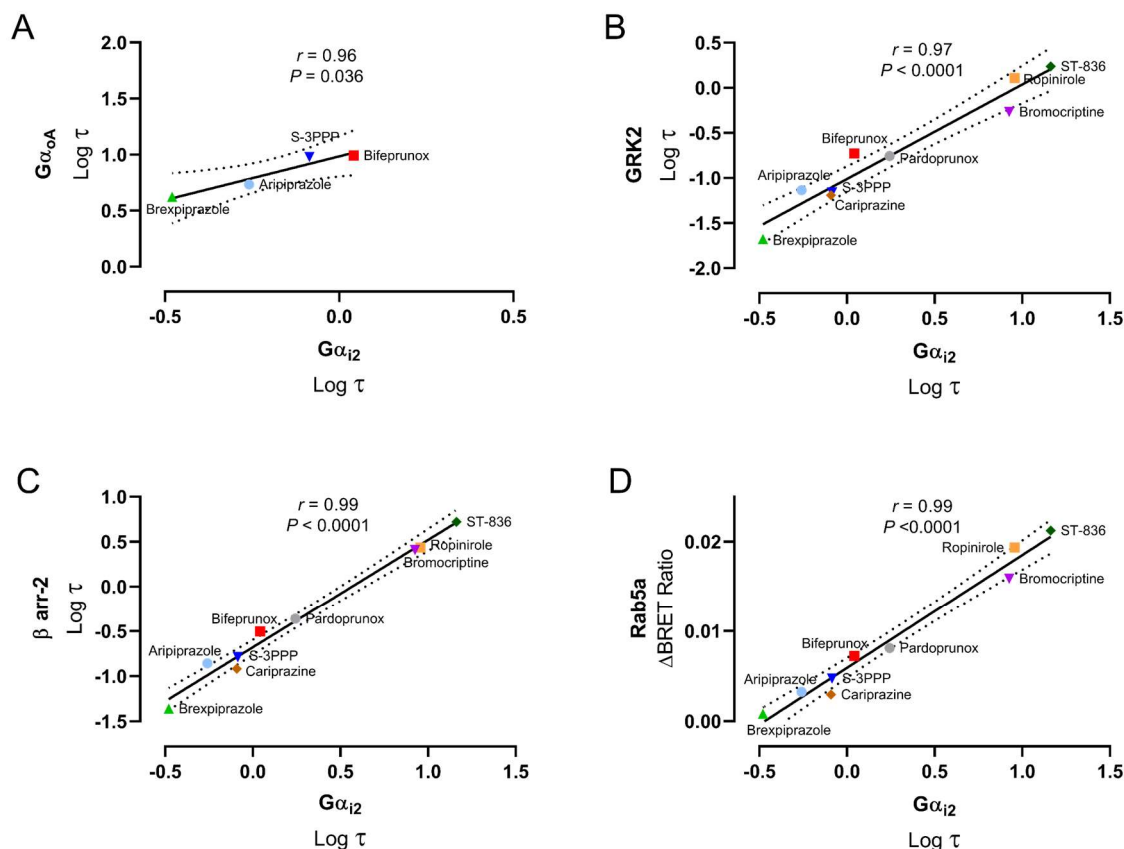 A
r = 0.96
P = 0.036
2.0
1.5
1.0
0.5
0.0
GαoA
Log τ
S-3PPP
Bifeprunox
Aripiprazole
Brexpiprazole
-0.5
0.0
0.5
Gαi2
Log τ
B
r = 0.97
P < 0.0001
0.5
0.0
-0.5
-1.0
-1.5
-2.0
GRK2
Log τ
ST-836
Ropinirole
Bromocriptine
Bifeprunox
Pardoprunox
Aripiprazole
S-3PPP
Cariprazine
Brexpiprazole
-0.5
0.0
0.5
1.0
1.5
Gαi2
Log τ
C
r = 0.99
P < 0.0001
1.0
0.5
0.0
-0.5
-1.0
-1.5
β arr-2
Log τ
ST-836
Ropinirole
Bromocriptine
Bifeprunox
Pardoprunox
Aripiprazole
S-3PPP
Cariprazine
Brexpiprazole
-0.5
0.0
0.5
1.0
1.5
Gαi2
Log τ
D
r = 0.99
P <0.0001
0.02
0.01
0.00
Rab5a
ΔBRET Ratio
ST-836
Ropinirole
Bromocriptine
Bifeprunox
Pardoprunox
Aripiprazole
S-3PPP
Cariprazine
Brexpiprazole
-0.5
0.0
0.5
1.0
1.5
Gαi2
Log τ